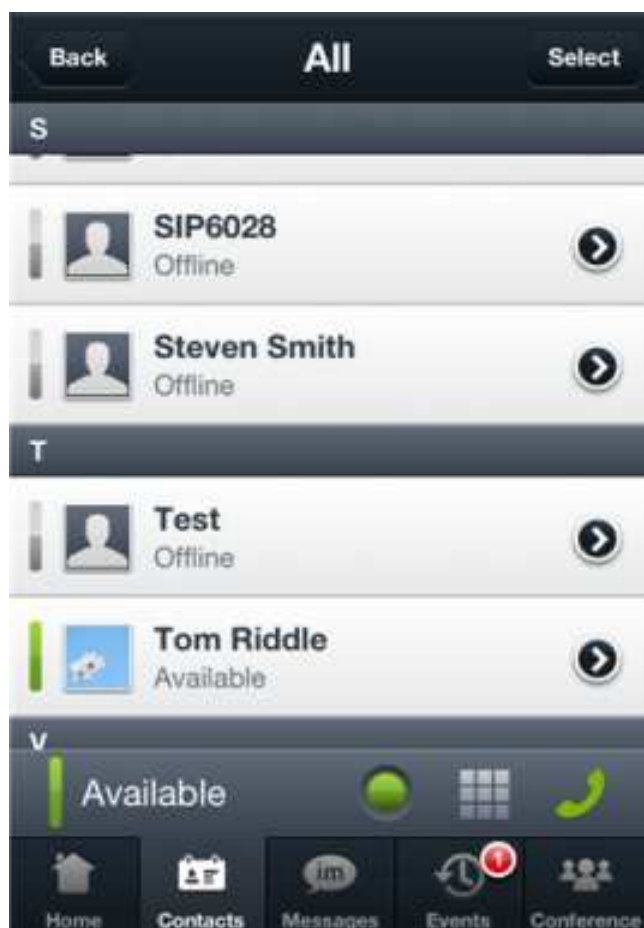 Back
All
Select
S
SIP6028
Offline
Steven Smith
Offline
T
Test
Offline
Tom Riddle
Available
V
Available
im
1
Home
Contacts
Messages
Events
Conference